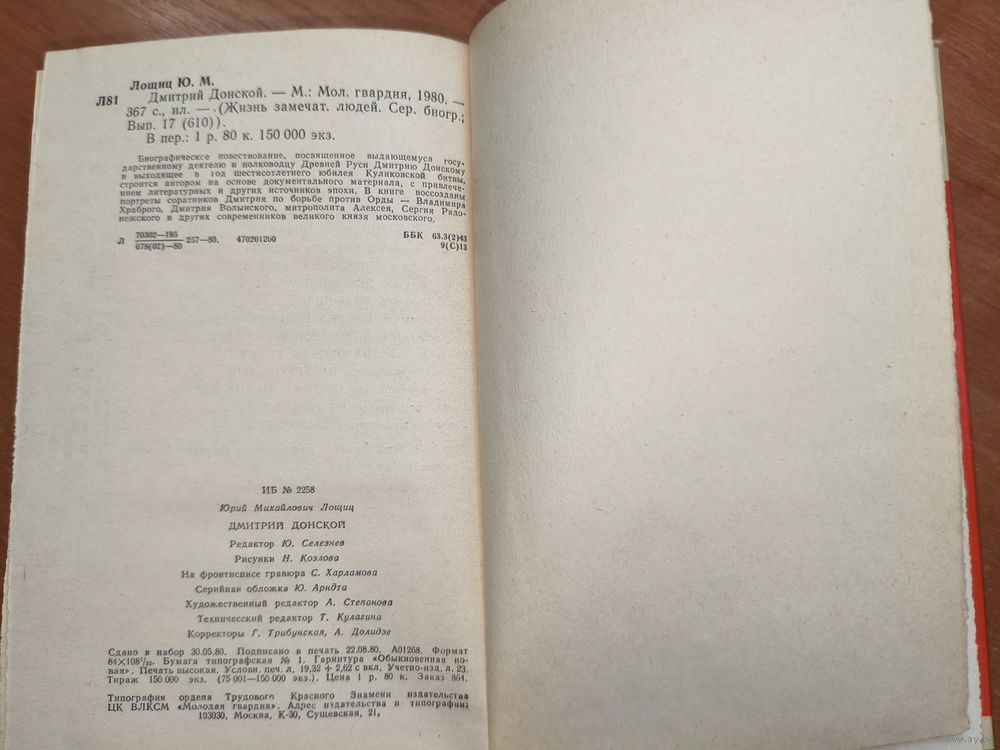 Лощиц Ю. М.
Л81
Дмитрий Донской. — М.: Мол. гвардия, 1980. —
367 с., ил. — (Жизнь замечат. людей. Сер. биогр.;
Вып. 17 (610)).
В пер.: 1 р. 80 к. 150 000 экз.
Биографическое повествование, посвященное выдающемуся госу-
дарственному деятелю и полководцу Древней Руси Дмитрию Донскому
и выходящее в год шестисотлетнего юбилея Куликовской битвы,
строится автором на основе документального материала, с привлече-
нием литературных и других источников эпохи. В книге воссозданы
портреты соратников Дмитрия по борьбе против Орды — Владимира
Храброго, Дмитрия Волынского, митрополита Алексея, Сергия Радо-
нежского и других современников великого князя московского.
Л 70302—195
078(02)—80 257—80. 470201200
ББК 63.3(2)43
9(С)13
ИБ № 2258
Юрий Михайлович Лощиц
ДМИТРИЙ ДОНСКОЙ
Редактор Ю. Селезнев
Рисунки Н. Козлова
На фронтисписе гравюра С. Харламова
Серийная обложка Ю. Арндта
Художественный редактор А. Степанова
Технический редактор Т. Кулагина
Корректоры Г. Трибунская, А. Долидзе
Сдано в набор 30.05.80. Подписано в печать 22.08.80. А01268. Формат
84×108¹/₃₂. Бумага типографская № 1. Гарнитура «Обыкновенная но-
вая». Печать высокая. Условн. печ. л. 19,32 + 2,62 с вкл. Учетно-изд. л. 23.
Тираж 150 000 экз. (75 001—150 000 экз.). Цена 1 р. 80 к. Заказ 864.
Типография ордена Трудового Красного Знамени издательства
ЦК ВЛКСМ «Молодая гвардия». Адрес издательства и типографии:
103030, Москва, К-30, Сущевская, 21.